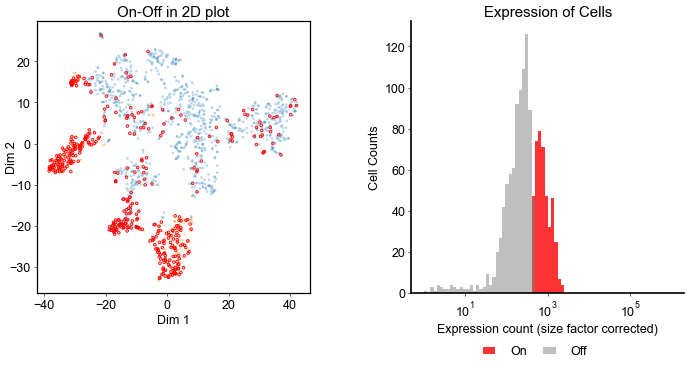 On-Off in 2D plot
Dim 2
20
10
0
−10
−20
−30
−40
−20
0
20
40
Dim 1
Expression of Cells
Cell Counts
120
100
80
60
40
20
0
10^1
10^3
10^5
Expression count (size factor corrected)
On
Off